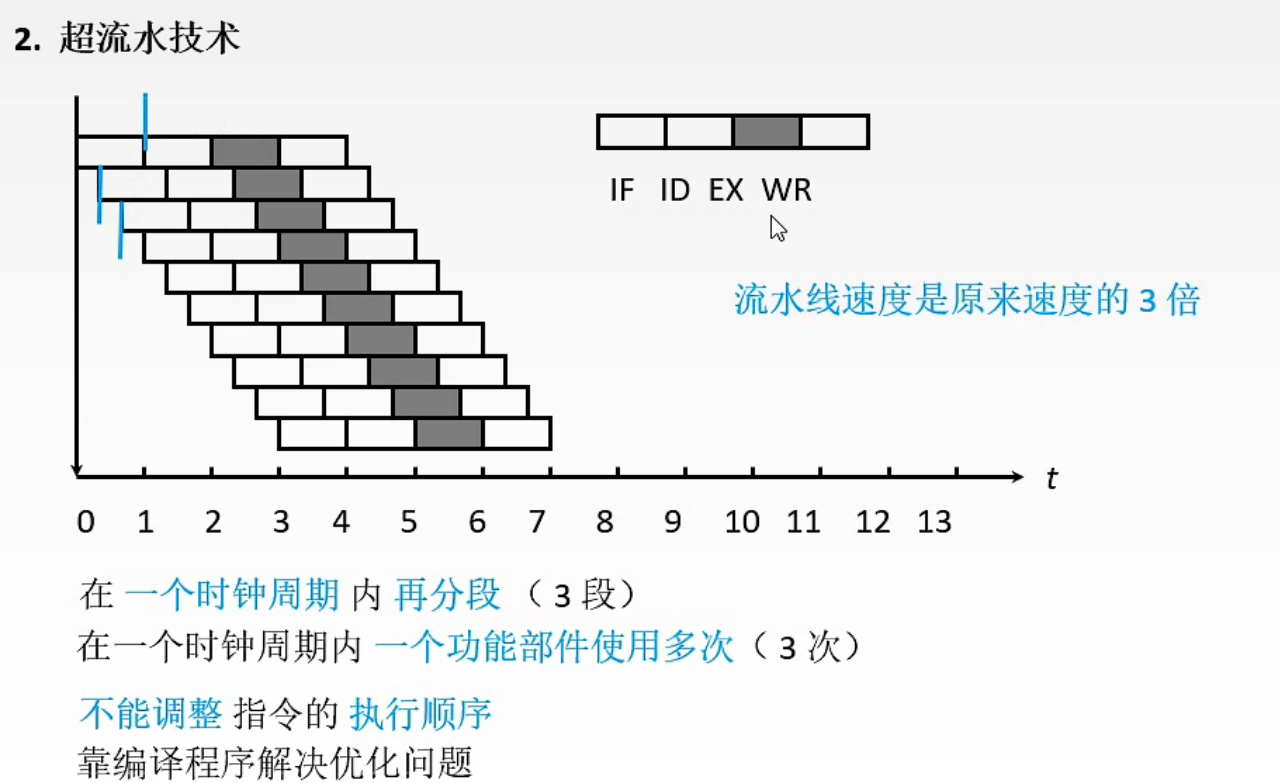 2. 超流水技术
IF ID EX WR
流水线速度是原来速度的 3 倍
t
0 1 2 3 4 5 6 7 8 9 10 11 12 13
在 一个时钟周期 内 再分段 （ 3 段）
在一个时钟周期内 一个功能部件使用多次（ 3 次）
不能调整 指令的 执行顺序
靠编译程序解决优化问题